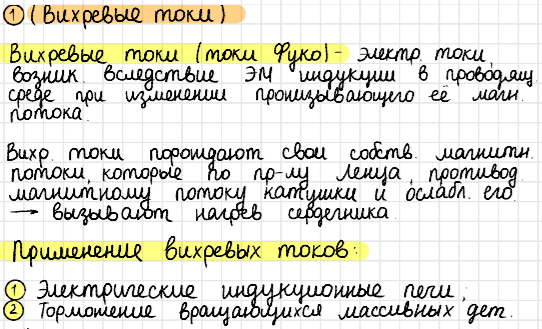 ① (Вихревые токи)
Вихревые токи (токи Фуко) - электр. токи,
возник. вследствие ЭМ индукции в проводящ.
среде при изменении пронизывающего её магн.
потока.
Вихр. токи порождают свои собств. магнитн.
потоки, которые по пр-лу Ленца, противод.
магнитному потоку катушки и ослабл. его.
→ вызывают нагрев сердечника.
Применение вихревых токов:
① Электрические индукционные печи;
② Торможение вращающихся массивных дет.